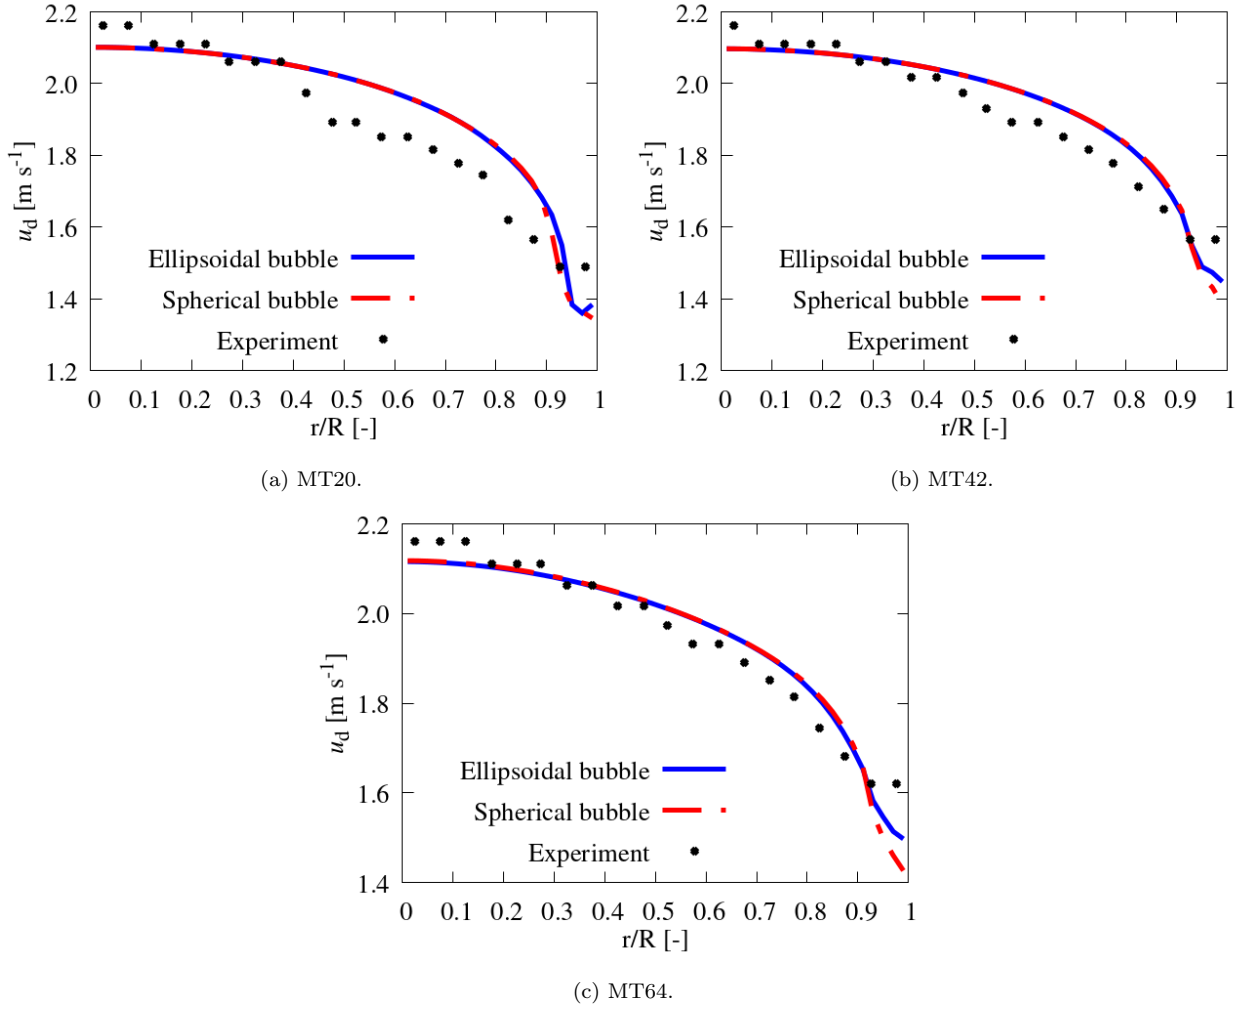 2.2
2.0
1.8
1.6
1.4
1.2
u_d [m s^-1]
Ellipsoidal bubble
Spherical bubble
Experiment
0 0.1 0.2 0.3 0.4 0.5 0.6 0.7 0.8 0.9 1
r/R [-]
(a) MT20.
2.2
2.0
1.8
1.6
1.4
1.2
u_d [m s^-1]
Ellipsoidal bubble
Spherical bubble
Experiment
0 0.1 0.2 0.3 0.4 0.5 0.6 0.7 0.8 0.9 1
r/R [-]
(b) MT42.
2.2
2.0
1.8
1.6
1.4
u_d [m s^-1]
Ellipsoidal bubble
Spherical bubble
Experiment
0 0.1 0.2 0.3 0.4 0.5 0.6 0.7 0.8 0.9 1
r/R [-]
(c) MT64.